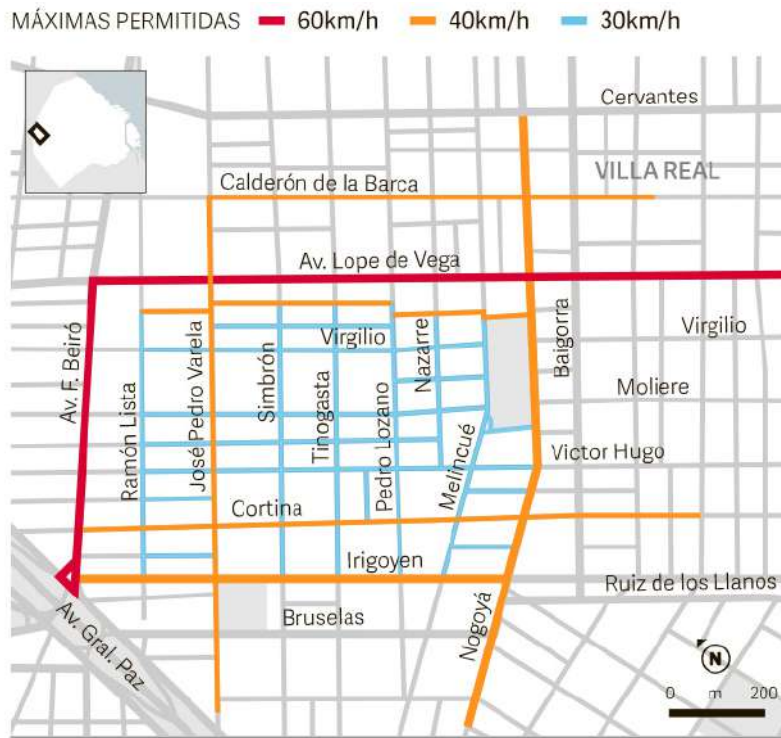 MÁXIMAS PERMITIDAS 60km/h 40km/h 30km/h
Cervantes
VILLA REAL
Calderón de la Barca
Av. Lope de Vega
Av. F. Beiró
Ramón Lista
José Pedro Varela
Simbrón
Virgilio
Tinogasta
Pedro Lozano
Nazarre
Melincué
Baigorra
Virgilio
Moliere
Victor Hugo
Cortina
Irigoyen
Ruiz de los Llanos
Bruselas
Nogoyá
Av. Gral. Paz
N
0 m 200